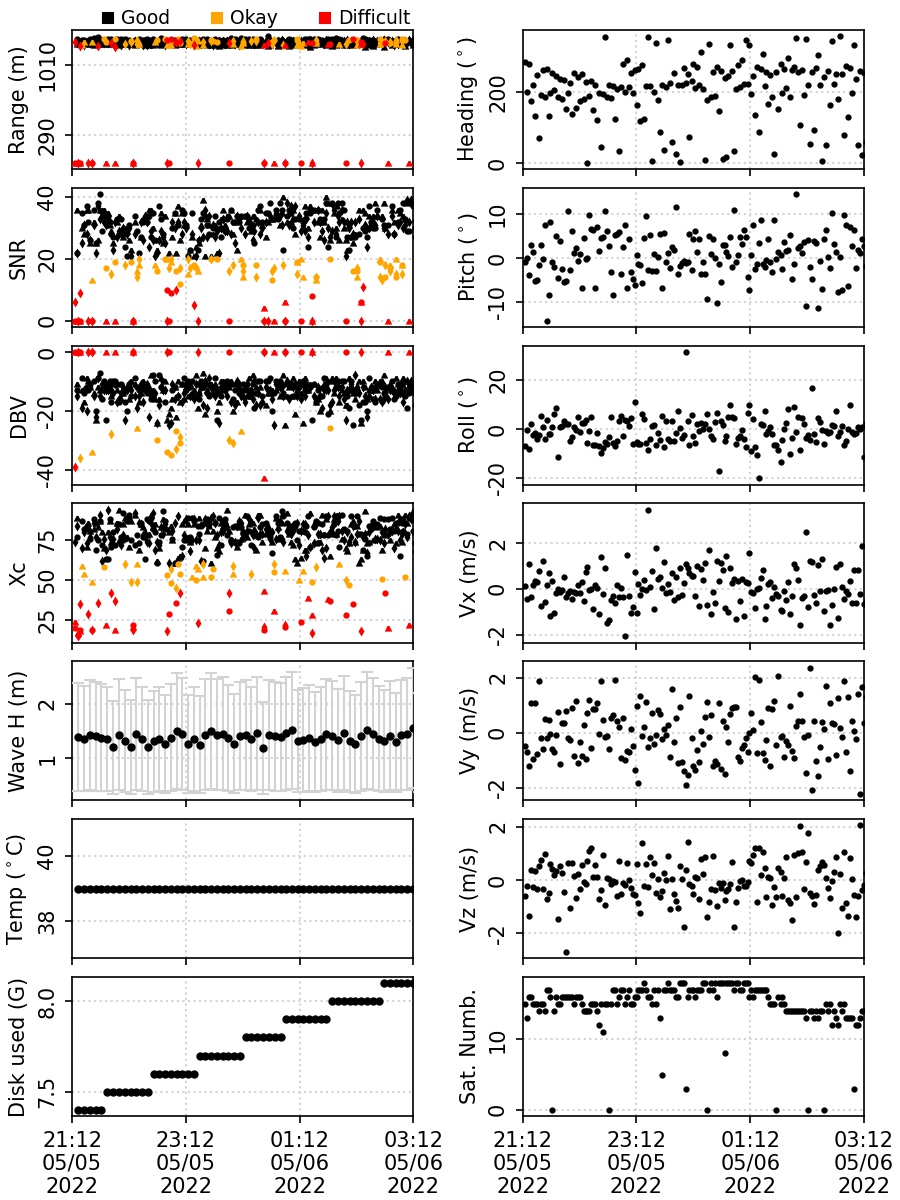 Good Okay Difficult
Range (m)
1010
290
Heading (°)
200
0
SNR
40
20
0
Pitch (°)
10
0
-10
DBV
0
-20
-40
Roll (°)
20
0
-20
Xc
75
50
25
Vx (m/s)
2
0
-2
Wave H (m)
2
1
Vy (m/s)
2
0
-2
Temp (°C)
40
38
Vz (m/s)
2
0
-2
Disk used (G)
8.0
7.5
Sat. Numb.
10
0
21:12 23:12 01:12 03:12
05/05 05/05 05/06 05/06
2022 2022 2022 2022
21:12 23:12 01:12 03:12
05/05 05/05 05/06 05/06
2022 2022 2022 2022